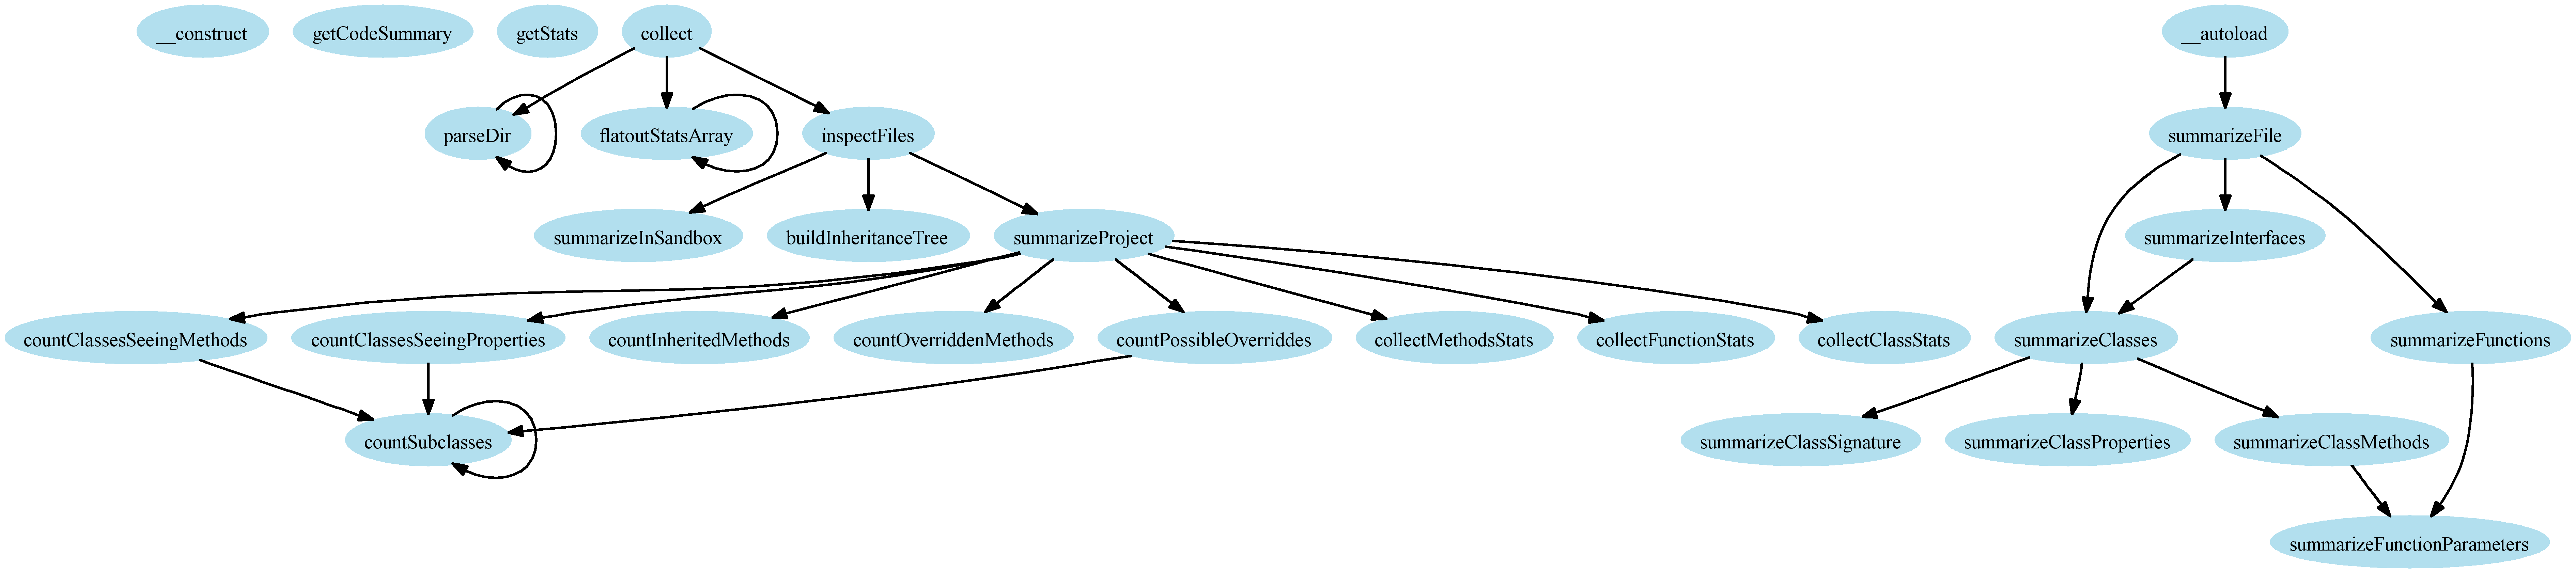 __construct
getCodeSummary
getStats
collect
__autoload
parseDir
flatoutStatsArray
inspectFiles
summarizeFile
summarizeInSandbox
buildInheritanceTree
summarizeProject
summarizeInterfaces
countClassesSeeingMethods
countClassesSeeingProperties
countInheritedMethods
countOverriddenMethods
countPossibleOverriddes
collectMethodsStats
collectFunctionStats
collectClassStats
summarizeClasses
summarizeFunctions
countSubclasses
summarizeClassSignature
summarizeClassProperties
summarizeClassMethods
summarizeFunctionParameters